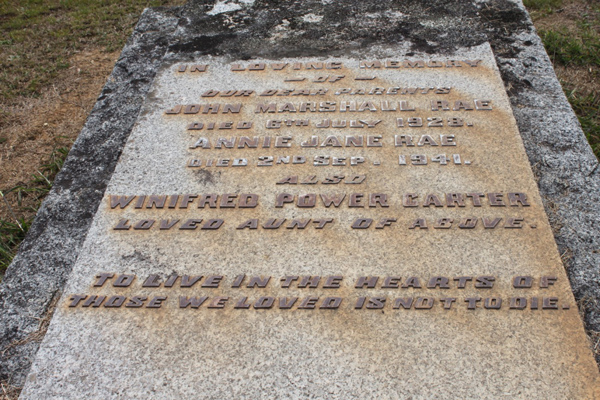 IN LOVING MEMORY
— OF —
OUR DEAR PARENTS
JOHN MARSHALL RAE
DIED 6TH JULY 1928.
ANNIE JANE RAE
DIED 2ND SEP. 1941.
ALSO
WINIFRED POWER CARTER
LOVED AUNT OF ABOVE.
TO LIVE IN THE HEARTS OF
THOSE WE LOVED IS NOT TO DIE.